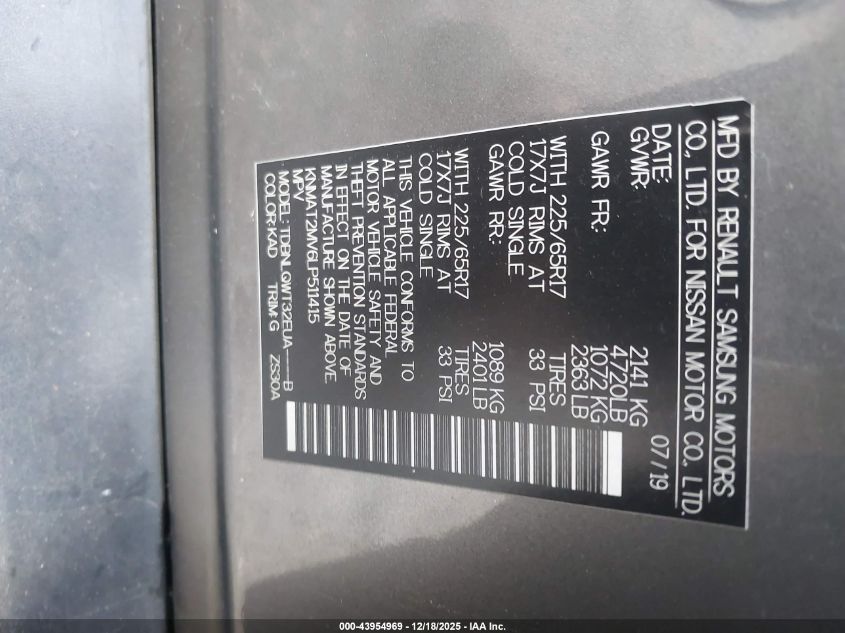 MFD BY RENAULT SAMSUNG MOTORS
CO., LTD. FOR NISSAN MOTOR CO., LTD.
DATE: 07/19
GVWR: 2141 KG
4720LB
GAWR FR: 1072 KG
2363 LB
WITH 225/65R17 TIRES
17X7J RIMS AT 33 PSI
COLD SINGLE
GAWR RR: 1089 KG
2401 LB
WITH 225/65R17 TIRES
17X7J RIMS AT 33 PSI
COLD SINGLE
THIS VEHICLE CONFORMS TO
ALL APPLICABLE FEDERAL
MOTOR VEHICLE SAFETY AND
THEFT PREVENTION STANDARDS
IN EFFECT ON THE DATE OF
MANUFACTURE SHOWN ABOVE.
KNMAT2MV6LP511415
MPV
MODEL: TDBNLQWT32EUA-----B
COLOR:KAD TRIM:G ZS30A
000-43954969 - 12/18/2025 - IAA Inc.